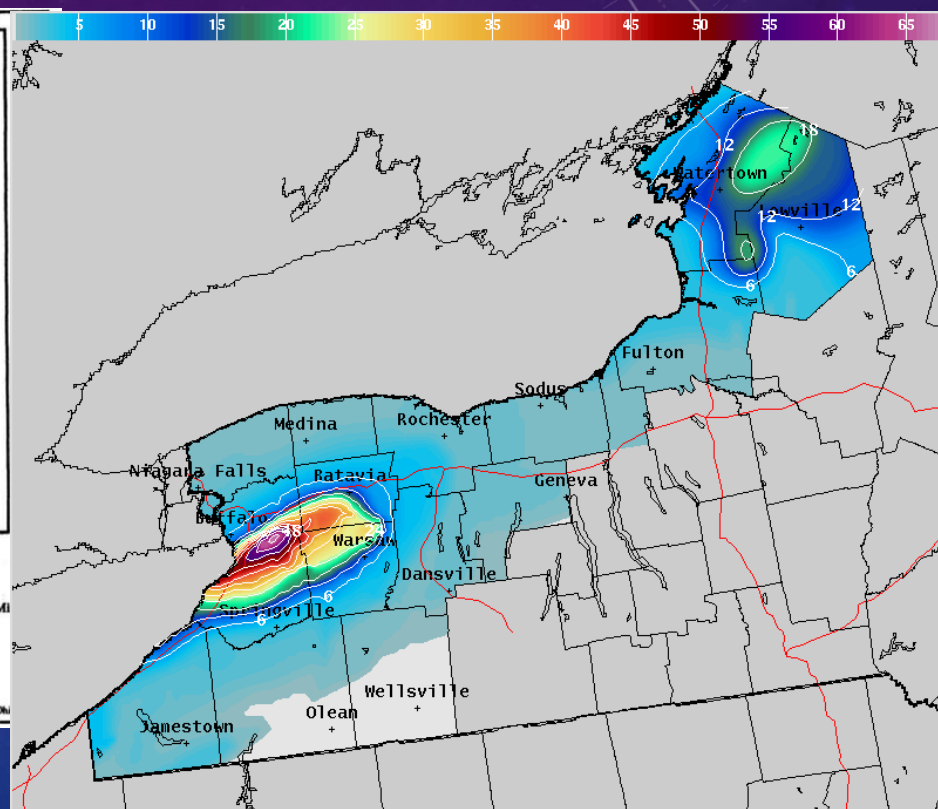 5 10 15 20 25 30 35 40 45 50 55 60 65
18
12
Watertown
Lowville
12
12
6
6
Fulton
Sodus
Rochester
Medina
Niagara Falls
Batavia
Geneva
Buffalo
48
24
Warsaw
Dansville
6
Springville
6
Wellsville
Olean
Jamestown